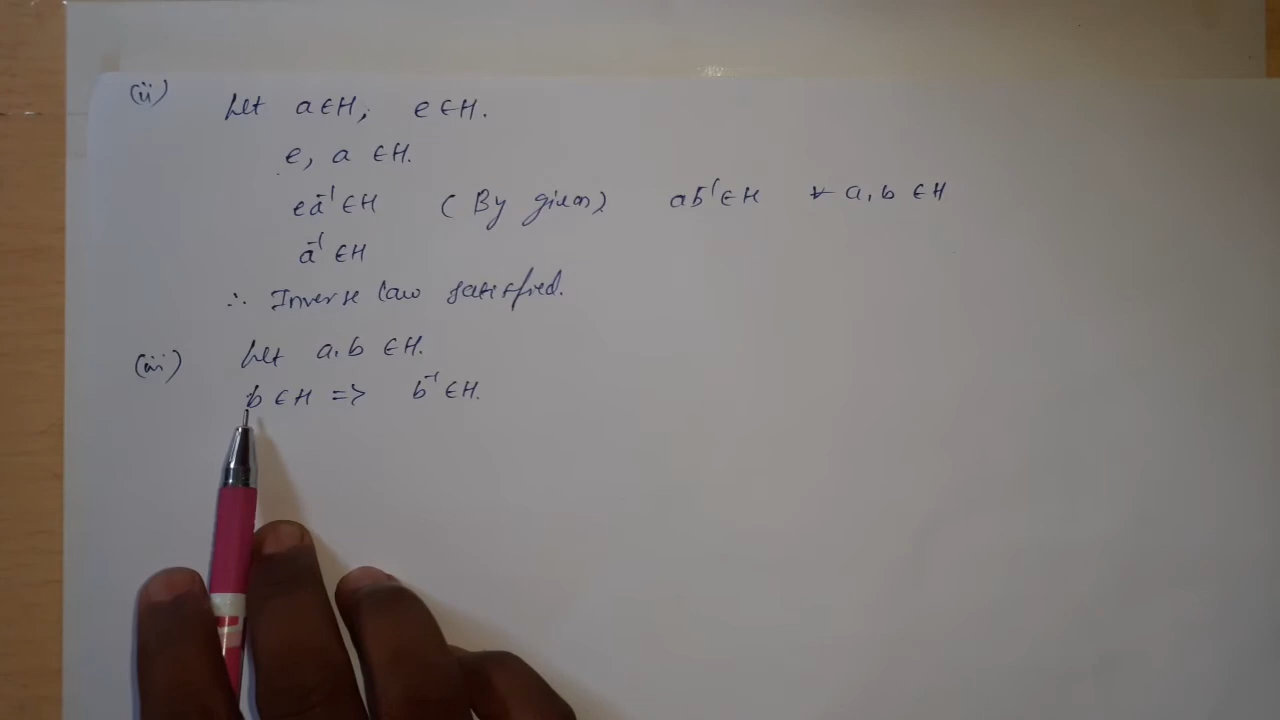 (ii) Let a∈H, e∈H.
e, a ∈H.
ea⁻¹∈H (By given) ab⁻¹∈H ∀ a, b ∈H
a⁻¹ ∈H
∴ Inverse law satisfied.
(iii) Let a, b ∈H.
b ∈H => b⁻¹ ∈H.